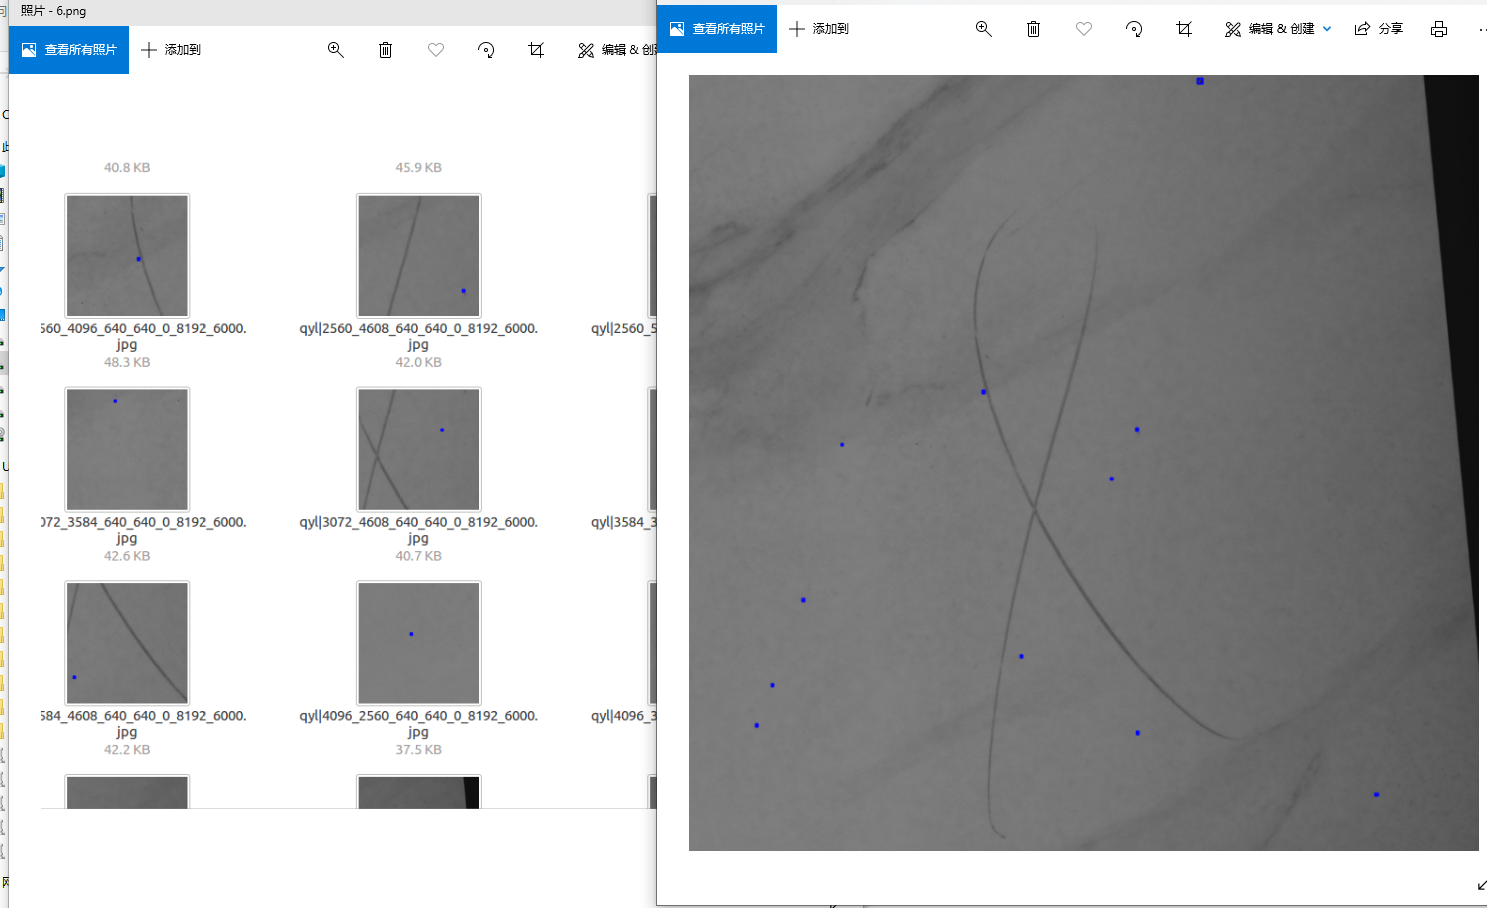 照片 - 6.png
查看所有照片
添加到
编辑 & 创
40.8 KB
45.9 KB
560_4096_640_640_0_8192_6000.
jpg
48.3 KB
qyl|2560_4608_640_640_0_8192_6000.
jpg
42.0 KB
qyl|2560_5
072_3584_640_640_0_8192_6000.
jpg
42.6 KB
qyl|3072_4608_640_640_0_8192_6000.
jpg
40.7 KB
qyl|3584_3
584_4608_640_640_0_8192_6000.
jpg
42.2 KB
qyl|4096_2560_640_640_0_8192_6000.
jpg
37.5 KB
qyl|4096_3
查看所有照片
添加到
编辑 & 创建
分享